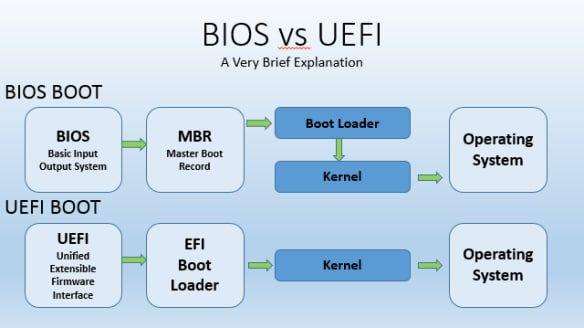 BIOS vs UEFI
A Very Brief Explanation
BIOS BOOT
BIOS
Basic Input
Output System
MBR
Master Boot
Record
Boot Loader
Kernel
Operating
System
UEFI BOOT
UEFI
Unified
Extensible
Firmware
Interface
EFI
Boot
Loader
Kernel
Operating
System